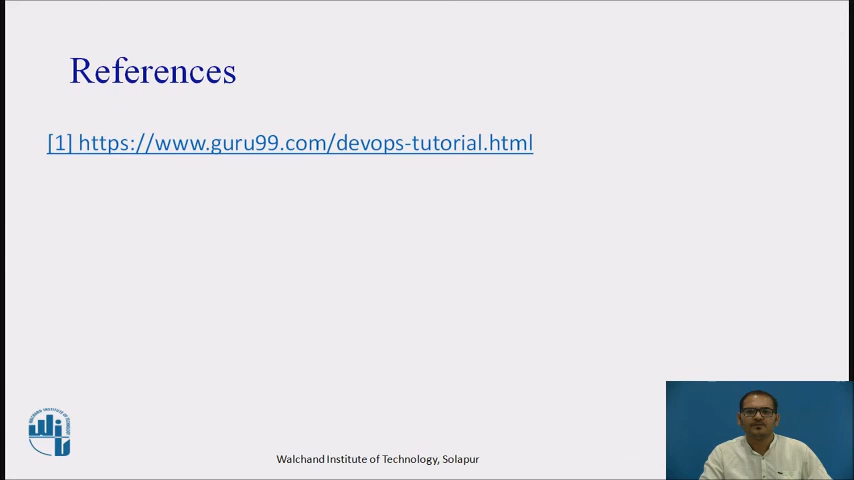 References
[1] https://www.guru99.com/devops-tutorial.html
Walchand Institute of Technology, Solapur